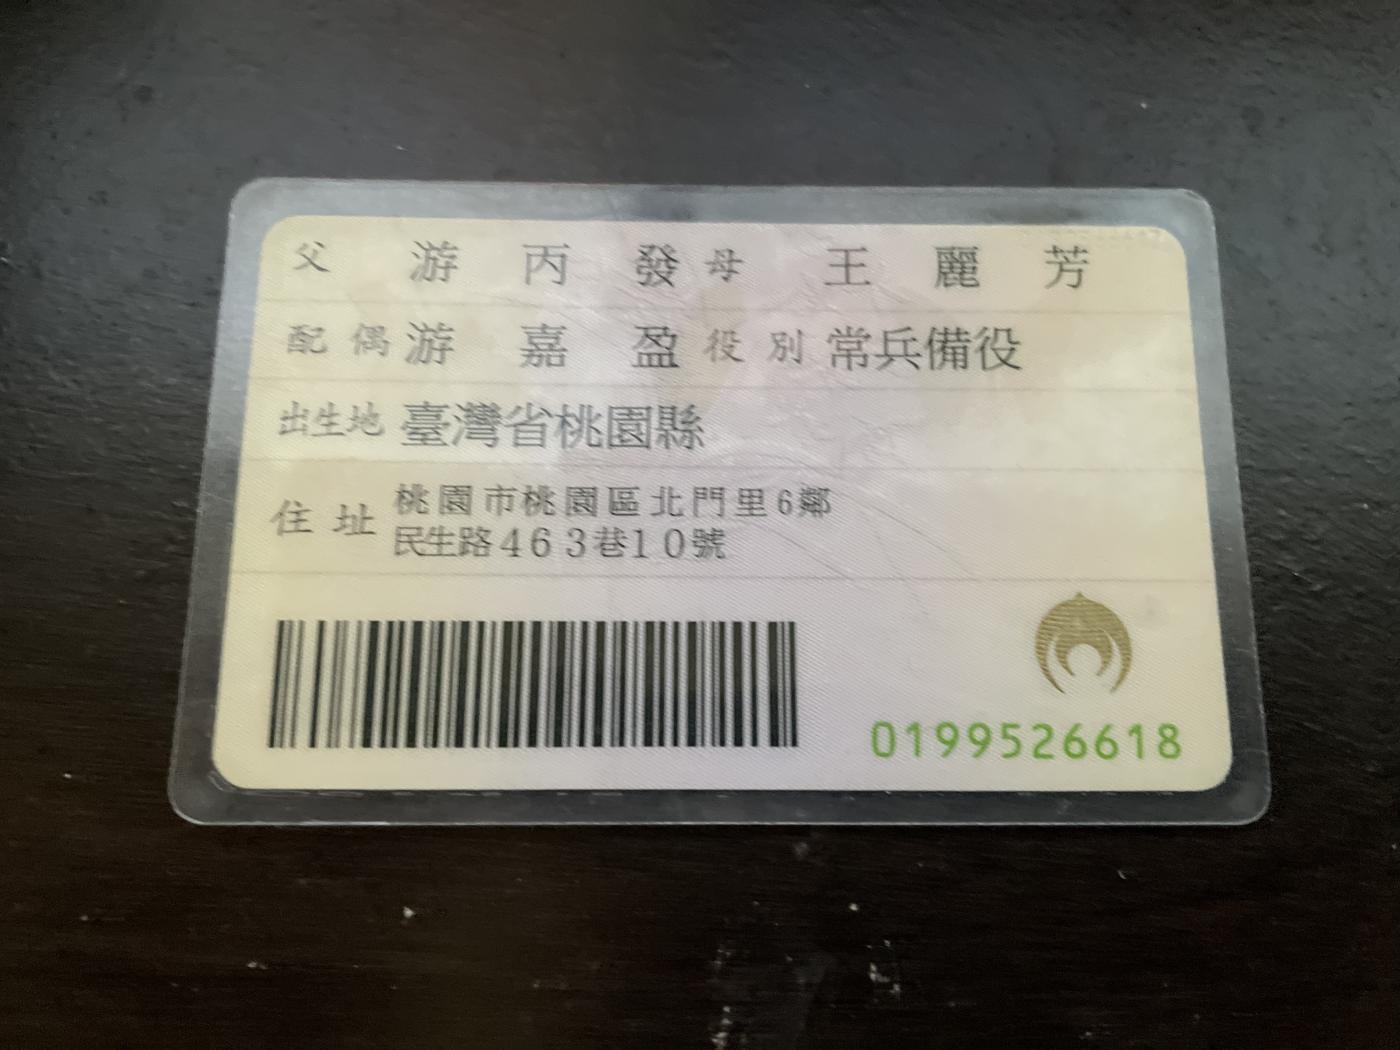 父 游丙發 母 王麗芳
配偶 游嘉盈 役別 常兵備役
出生地 臺灣省桃園縣
住址 桃園市桃園區北門里6鄰
民生路463巷10號
0199526618